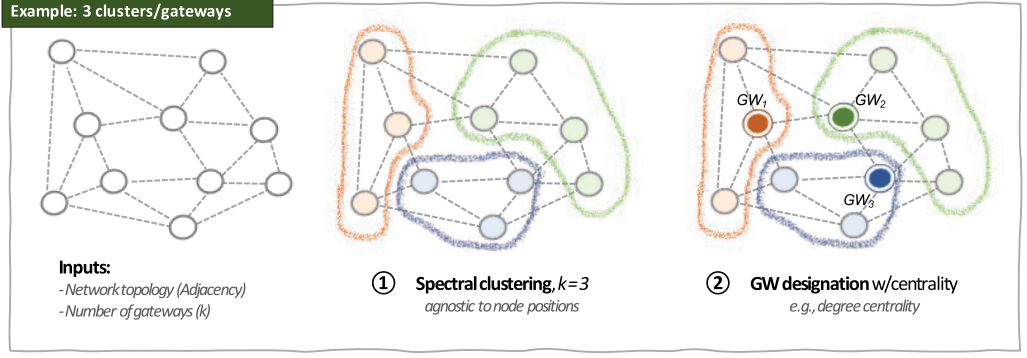 Example: 3 clusters/gateways
GW1
GW2
GW3
Inputs:
- Network topology (Adjacency)
- Number of gateways (k)
① Spectral clustering, k = 3
agnostic to node positions
② GW designation w/centrality
e.g., degree centrality